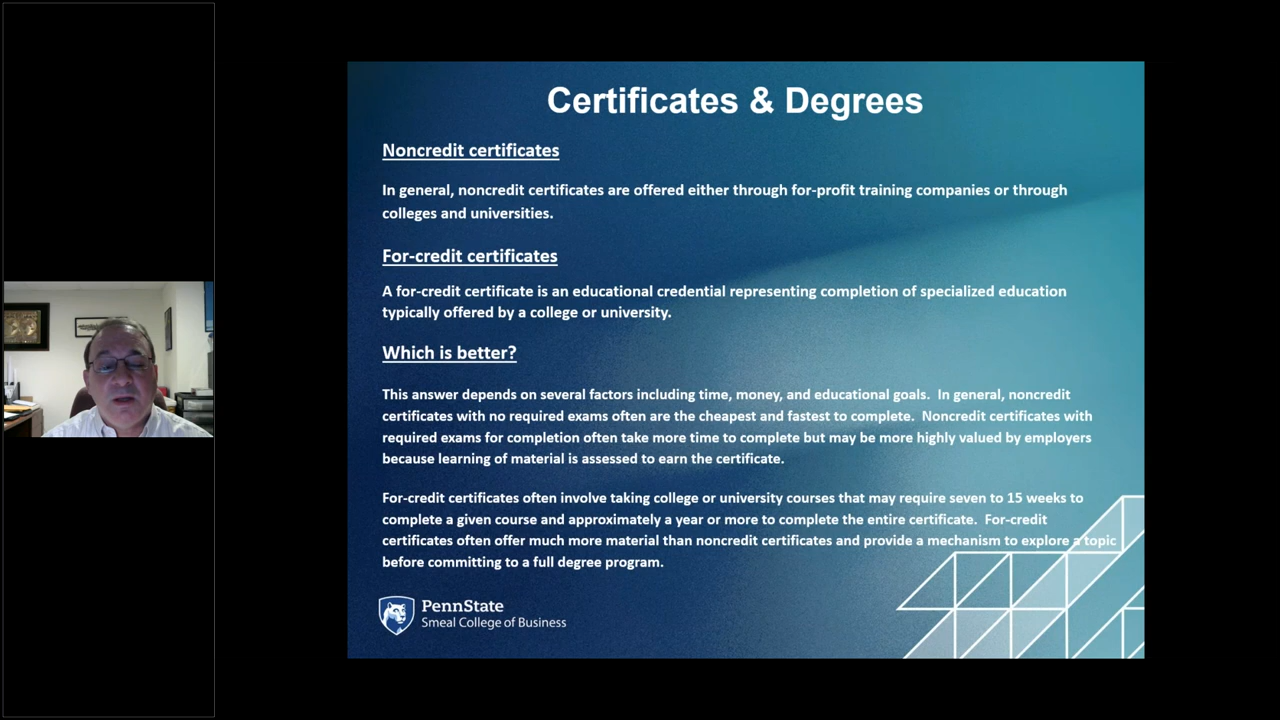 Certificates & Degrees
Noncredit certificates
In general, noncredit certificates are offered either through for-profit training companies or through
colleges and universities.
For-credit certificates
A for-credit certificate is an educational credential representing completion of specialized education
typically offered by a college or university.
Which is better?
This answer depends on several factors including time, money, and educational goals.  In general, noncredit
certificates with no required exams often are the cheapest and fastest to complete.  Noncredit certificates with
required exams for completion often take more time to complete but may be more highly valued by employers
because learning of material is assessed to earn the certificate.
For-credit certificates often involve taking college or university courses that may require seven to 15 weeks to
complete a given course and approximately a year or more to complete the entire certificate.  For-credit
certificates often offer much more material than noncredit certificates and provide a mechanism to explore a topic
before committing to a full degree program.
PennState
Smeal College of Business